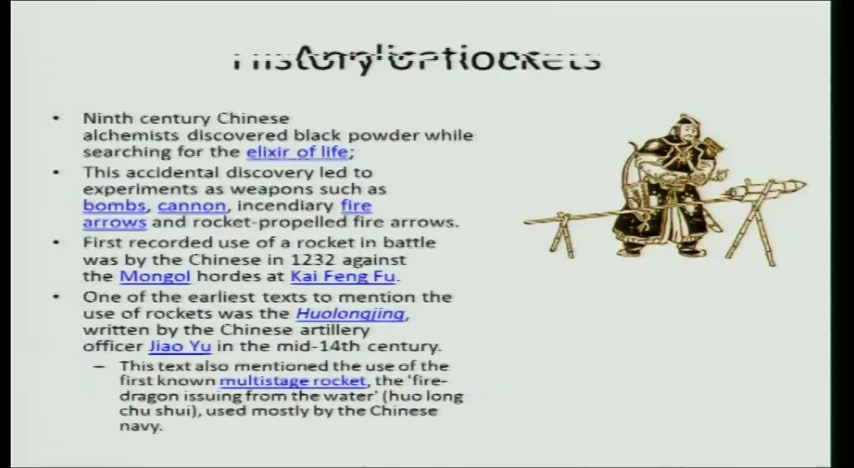 • Ninth century Chinese
alchemists discovered black powder while
searching for the elixir of life;
• This accidental discovery led to
experiments as weapons such as
bombs, cannon, incendiary fire
arrows and rocket-propelled fire arrows.
• First recorded use of a rocket in battle
was by the Chinese in 1232 against
the Mongol hordes at Kai Feng Fu.
• One of the earliest texts to mention the
use of rockets was the Huolongjing,
written by the Chinese artillery
officer Jiao Yu in the mid-14th century.
– This text also mentioned the use of the
first known multistage rocket, the 'fire-
dragon issuing from the water' (huo long
chu shui), used mostly by the Chinese
navy.